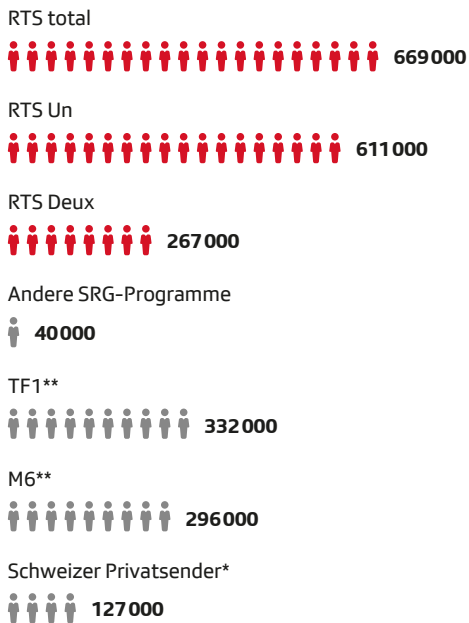 RTS total
669 000
RTS Un
611 000
RTS Deux
267 000
Andere SRG-Programme
40 000
TF1**
332 000
M6**
296 000
Schweizer Privatsender*
127 000